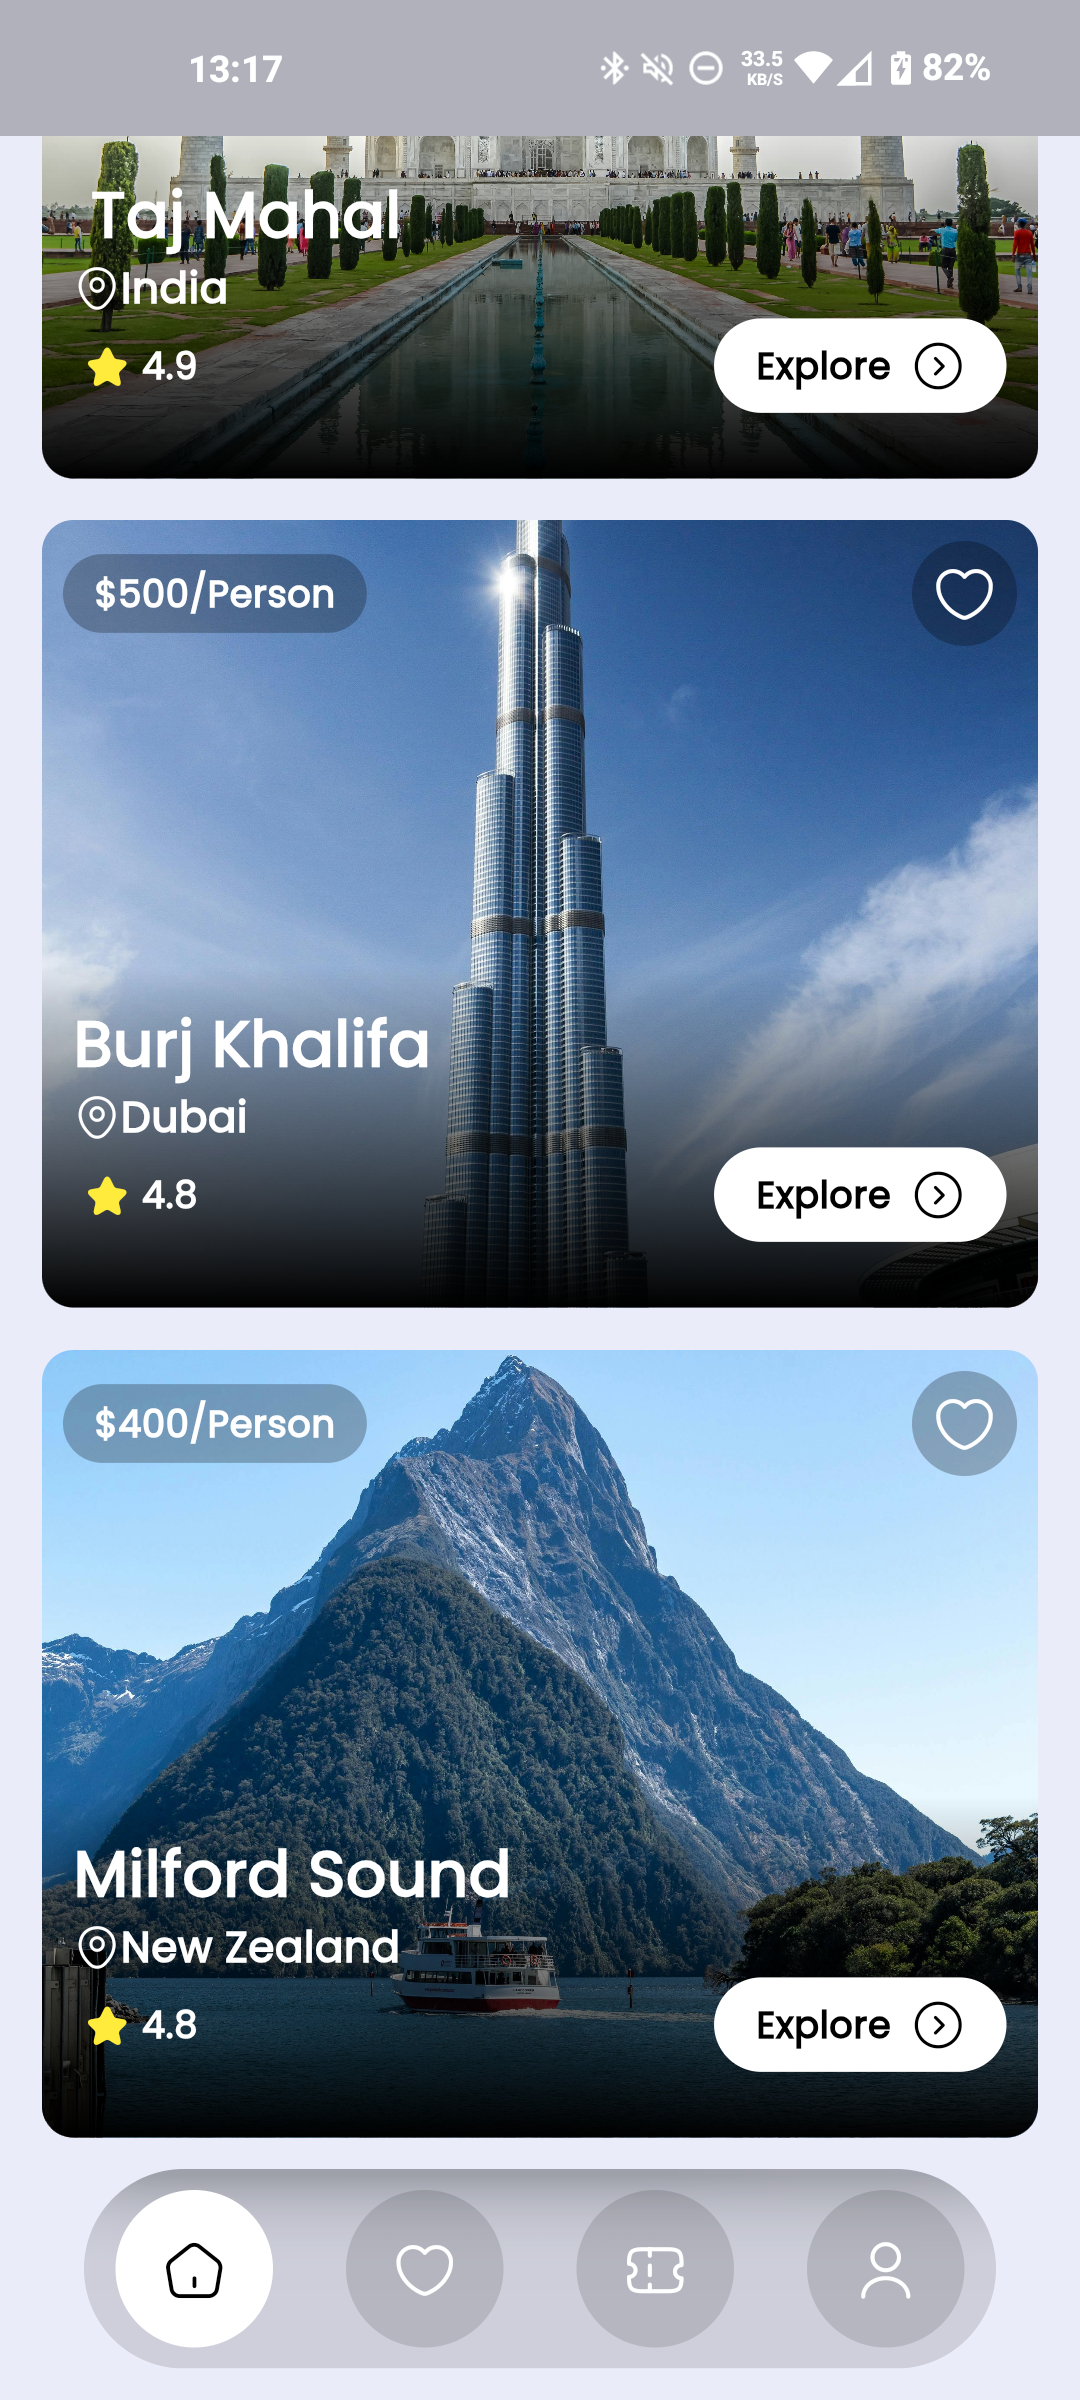 13:17
33.5
KB/S
82%
Taj Mahal
India
4.9
Explore
$500/Person
Burj Khalifa
Dubai
4.8
Explore
$400/Person
Milford Sound
New Zealand
4.8
Explore